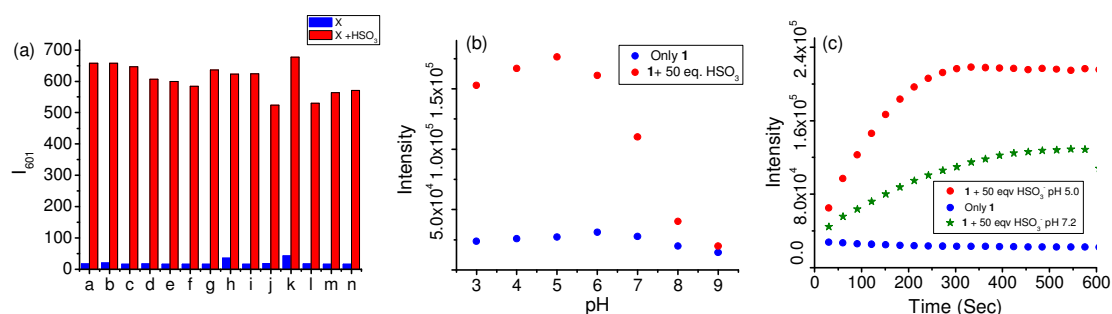 (a)
X
X +HSO3
700
600
500
400
300
200
100
0
I601
a b c d e f g h i j k l m n
(b)
Only 1
1+ 50 eq. HSO3
1.5x10^5
1.0x10^5
5.0x10^4
Intensity
3 4 5 6 7 8 9
pH
(c)
2.4x10^5
1.6x10^5
8.0x10^4
0.0
Intensity
1 + 50 eqv HSO3^- pH 5.0
Only 1
1 + 50 eqv HSO3^- pH 7.2
0 100 200 300 400 500 600
Time (Sec)